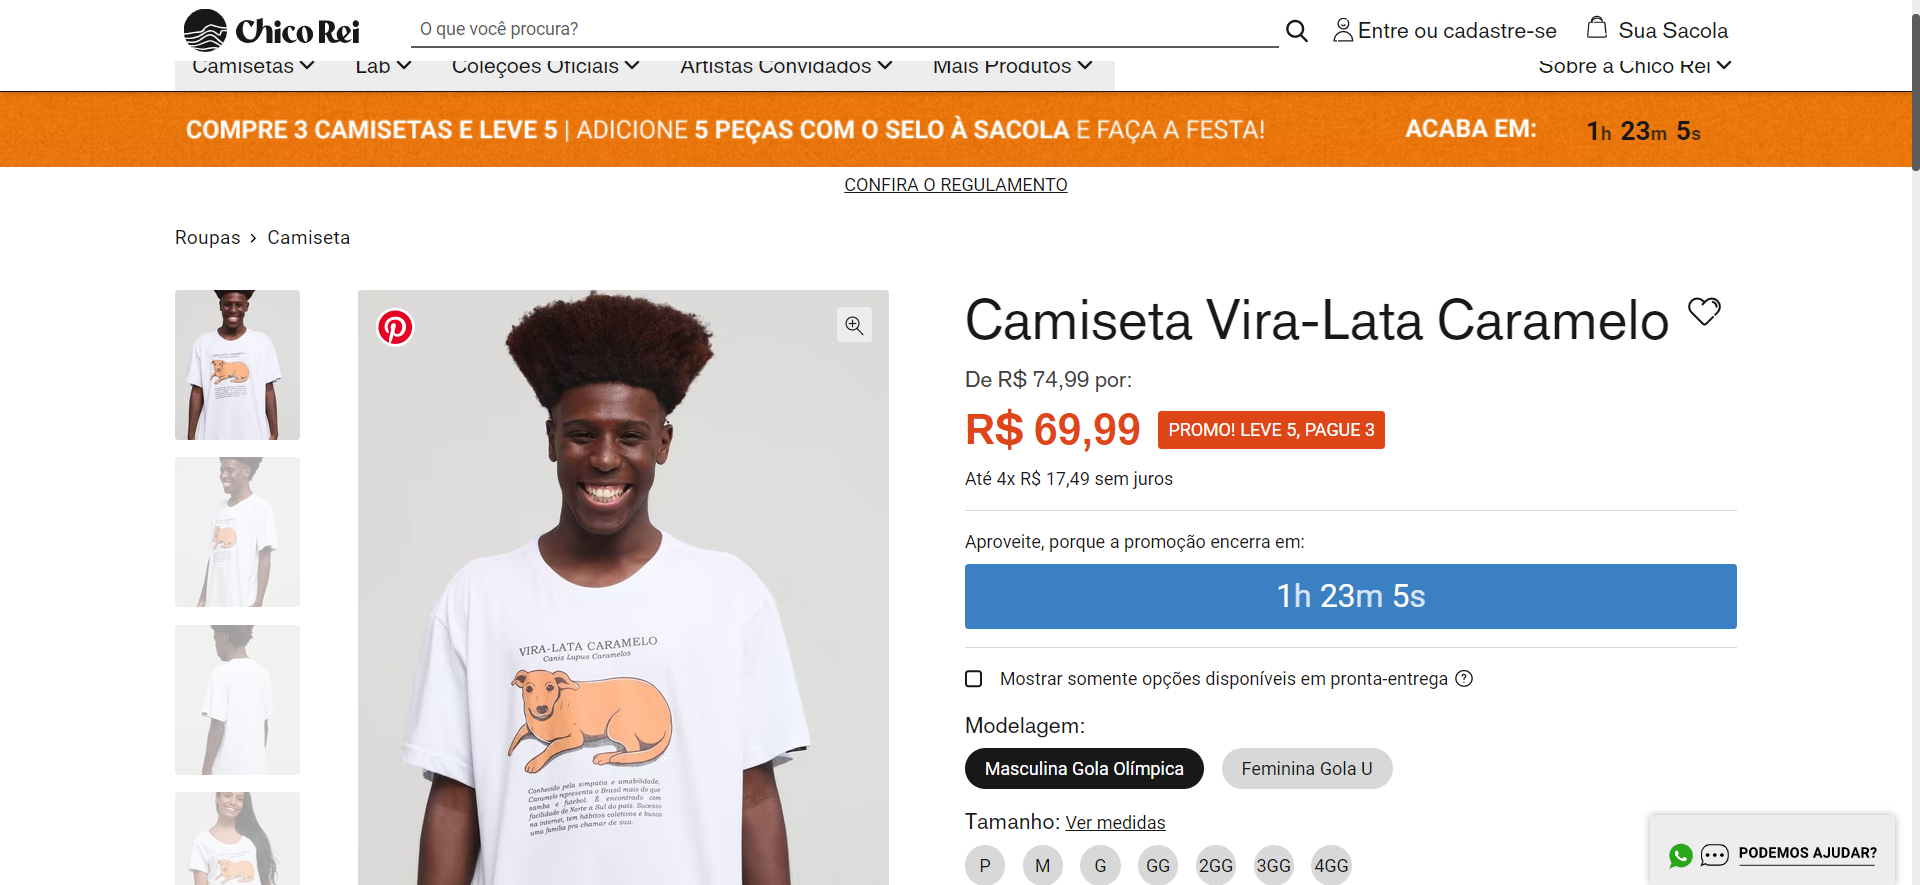 Chico Rei
O que você procura?
Entre ou cadastre-se
Sua Sacola
Camisetas
Lab
Coleções Oficiais
Artistas Convidados
Mais Produtos
Sobre a Chico Rei
COMPRE 3 CAMISETAS E LEVE 5 | ADICIONE 5 PEÇAS COM O SELO À SACOLA E FAÇA A FESTA!
ACABA EM:
1h 23m 5s
CONFIRA O REGULAMENTO
Roupas › Camiseta
Camiseta Vira-Lata Caramelo
De R$ 74,99 por:
R$ 69,99
PROMO! LEVE 5, PAGUE 3
Até 4x R$ 17,49 sem juros
Aproveite, porque a promoção encerra em:
1h 23m 5s
Mostrar somente opções disponíveis em pronta-entrega ?
Modelagem:
Masculina Gola Olímpica
Feminina Gola U
Tamanho: Ver medidas
P
M
G
GG
2GG
3GG
4GG
PODEMOS AJUDAR?
VIRA-LATA CARAMELO
Canis Lupus Caramelos
Conhecido pela simpatia e amabilidade,
Caramelo representa o Brasil mais do que
samba e futebol. É encontrado com
facilidade de Norte a Sul do país. Sucesso
na internet, tem hábitos coletivos e busca
uma família pra chamar de sua.